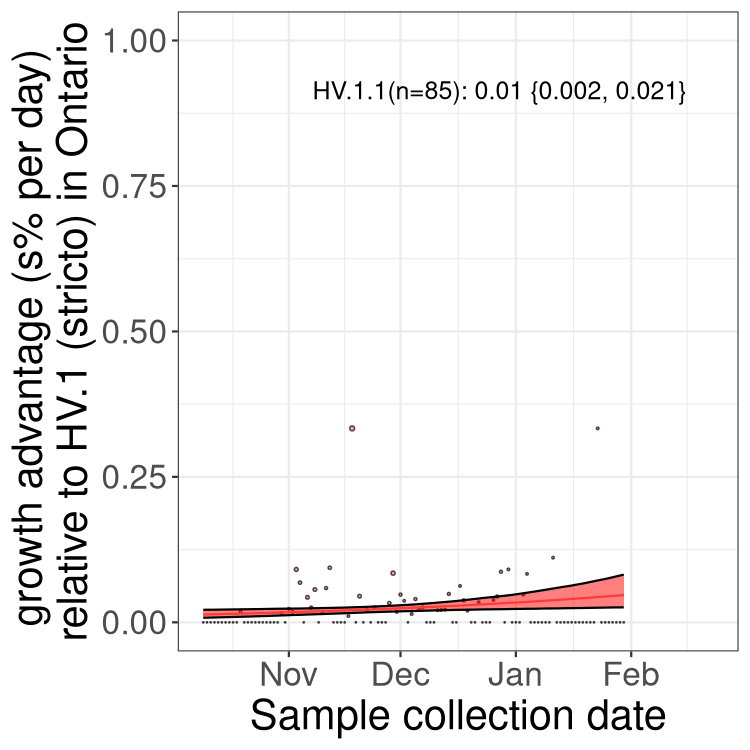 growth advantage (s% per day)
relative to HV.1 (stricto) in Ontario
1.00
0.75
0.50
0.25
0.00
HV.1.1(n=85): 0.01 {0.002, 0.021}
Nov Dec Jan Feb
Sample collection date